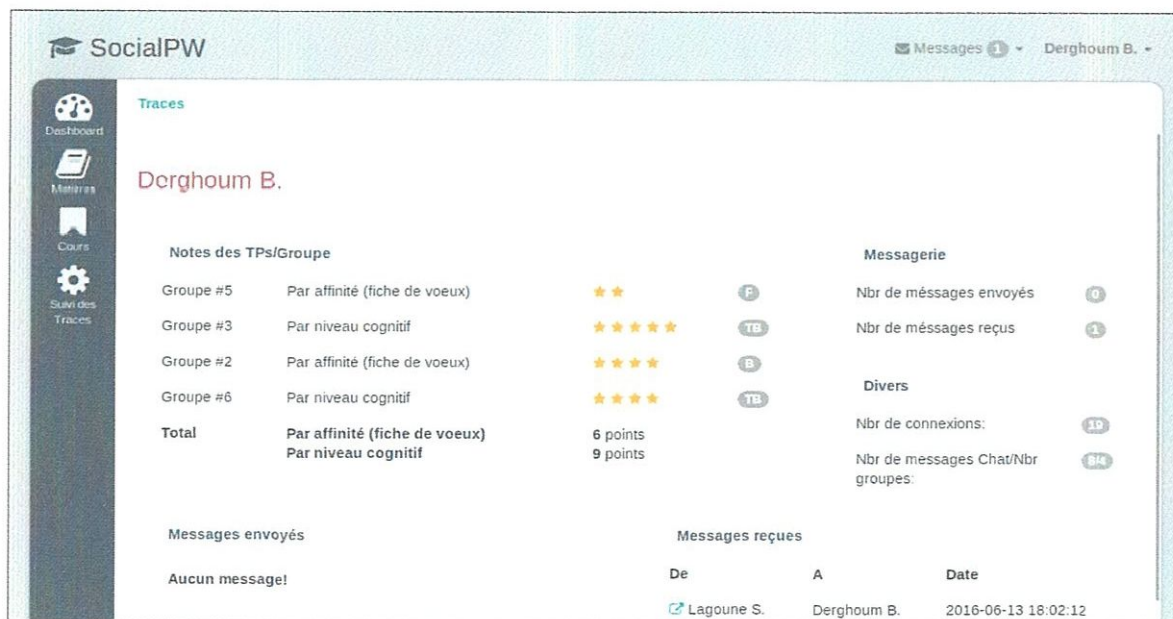 SocialPW
Messages 1
Derghoum B.
Dashboard
Matières
Cours
Suivi des
Traces
Traces
Derghoum B.
Notes des TPs/Groupe
Groupe #5 Par affinité (fiche de voeux) F
Groupe #3 Par niveau cognitif TB
Groupe #2 Par affinité (fiche de voeux) B
Groupe #6 Par niveau cognitif TB
Total Par affinité (fiche de voeux) 6 points
Par niveau cognitif 9 points
Messagerie
Nbr de méssages envoyés 0
Nbr de méssages reçus 1
Divers
Nbr de connexions: 19
Nbr de messages Chat/Nbr 8/4
groupes:
Messages envoyés
Aucun message!
Messages reçues
De A Date
Lagoune S. Derghoum B. 2016-06-13 18:02:12